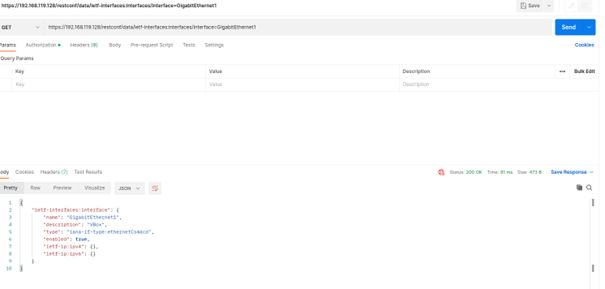 https://192.168.119.128/restconf/data/ietf-interfaces:interfaces/interface=GigabitEthernet1
Save
GET https://192.168.119.128/restconf/data/ietf-interfaces:interfaces/interface=GigabitEthernet1 Send
Params Authorization Headers (8) Body Pre-request Script Tests Settings Cookies
Query Params
Key Value Description Bulk Edit
Key Value Description
Body Cookies Headers (7) Test Results Status: 200 OK Time: 91 ms Size: 473 B Save Response
Pretty Raw Preview Visualize JSON
1 {
2 "ietf-interfaces:interface": {
3 "name": "GigabitEthernet1",
4 "description": "VBox",
5 "type": "iana-if-type:ethernetCsmacd",
6 "enabled": true,
7 "ietf-ip:ipv4": {},
8 "ietf-ip:ipv6": {}
9 }
10 }